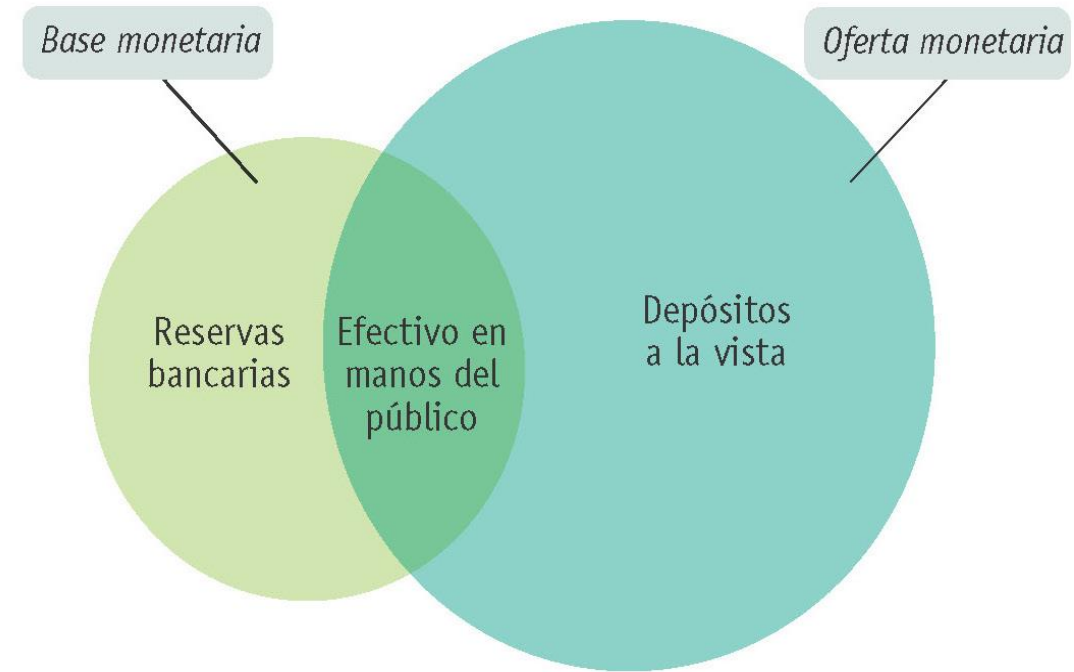 Base monetaria
Oferta monetaria
Reservas
bancarias
Efectivo en
manos del
público
Depósitos
a la vista